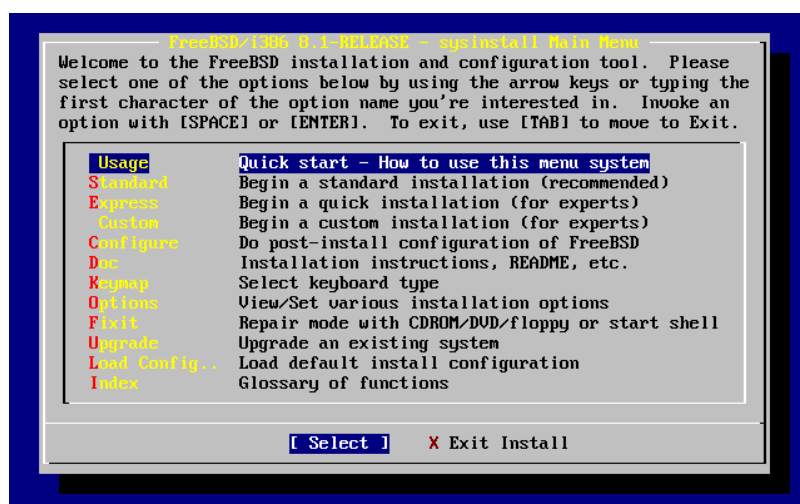 FreeBSD/i386 8.1-RELEASE - sysinstall Main Menu
Welcome to the FreeBSD installation and configuration tool.  Please
select one of the options below by using the arrow keys or typing the
first character of the option name you're interested in.  Invoke an
option with [SPACE] or [ENTER].  To exit, use [TAB] to move to Exit.
Usage Quick start - How to use this menu system
Standard Begin a standard installation (recommended)
Express Begin a quick installation (for experts)
Custom Begin a custom installation (for experts)
Configure Do post-install configuration of FreeBSD
Doc Installation instructions, README, etc.
Keymap Select keyboard type
Options View/Set various installation options
Fixit Repair mode with CDROM/DVD/floppy or start shell
Upgrade Upgrade an existing system
Load Config.. Load default install configuration
Index Glossary of functions
[ Select ] X Exit Install